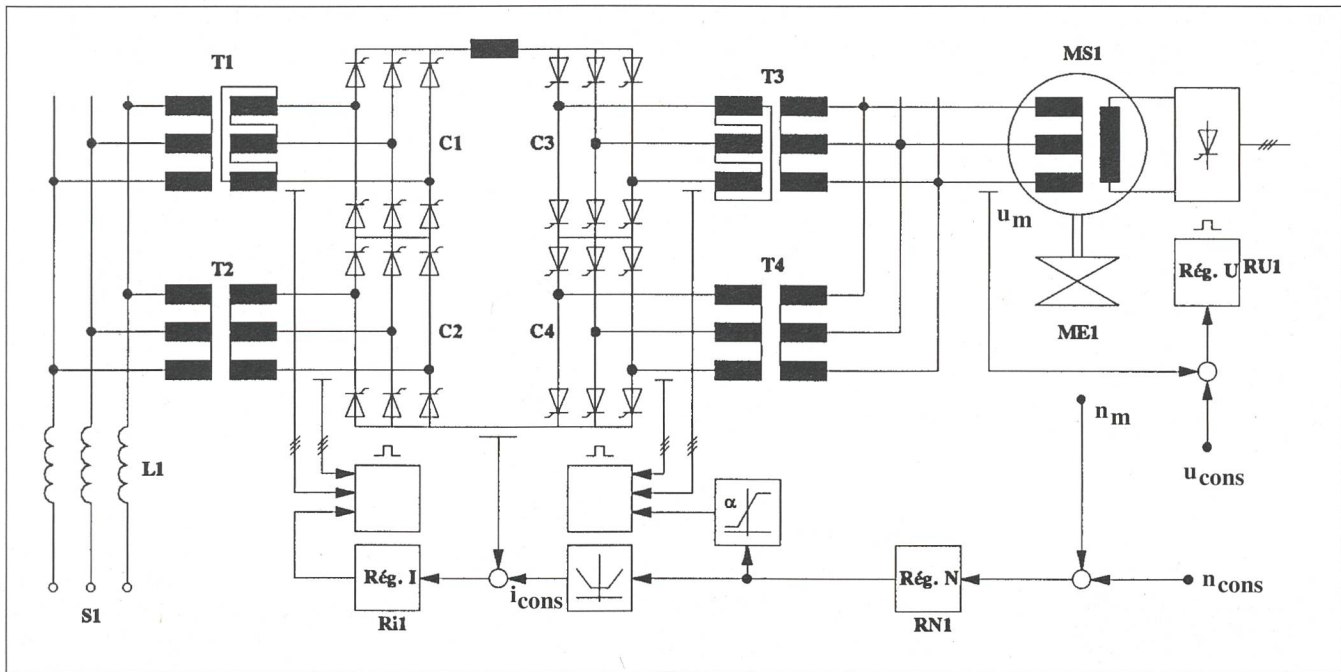 T1
T3
MS1
C1
C3
u_m
T2
T4
Rég. U
RU1
C2
C4
ME1
n_m
L1
u_cons
α
Rég. I
i_cons
Rég. N
n_cons
S1
Ri1
RN1